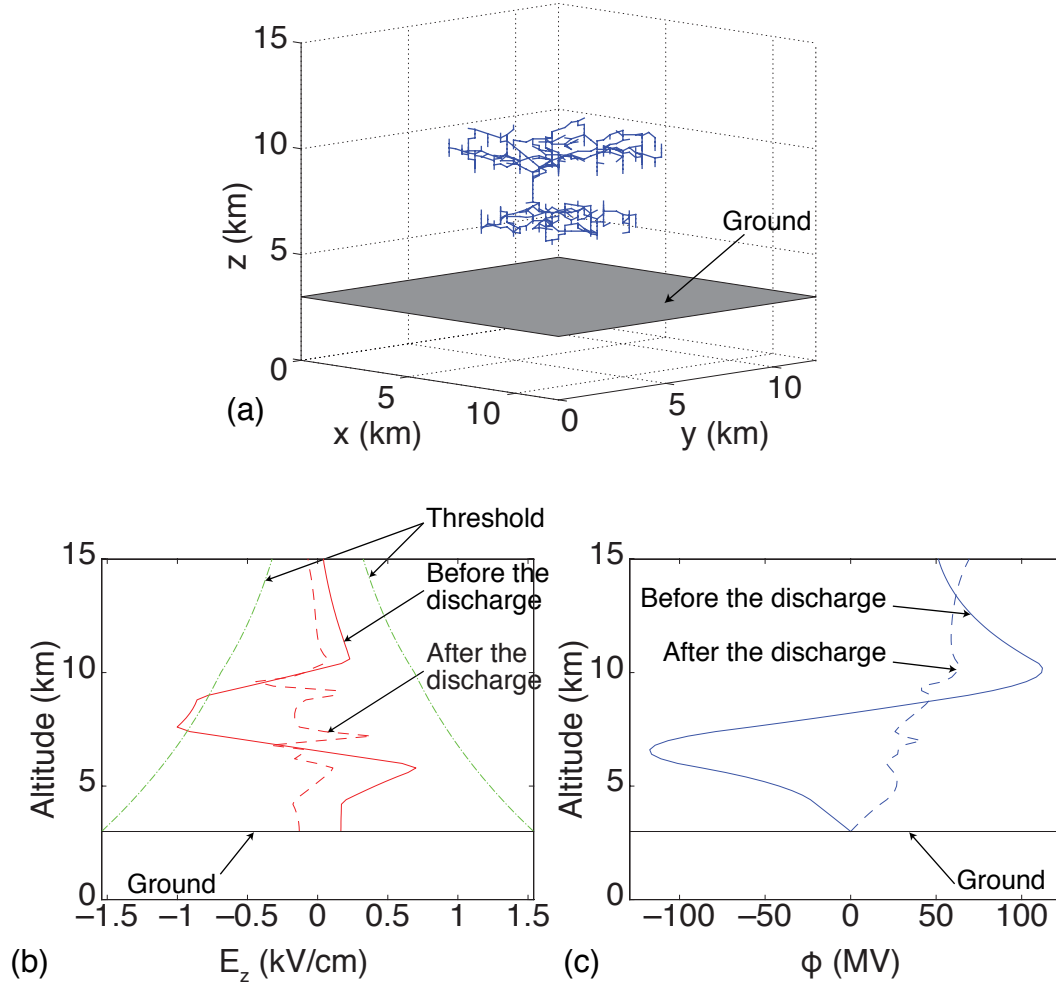 15
10
5
0
z (km)
Ground
5
10
x (km)
0
5
10
y (km)
(a)
Threshold
Before the
discharge
After the
discharge
15
10
5
0
Altitude (km)
Ground
−1.5
−1
−0.5
0
0.5
1
1.5
E_z (kV/cm)
(b)
15
10
5
0
Altitude (km)
Before the discharge
After the discharge
Ground
−100
−50
0
50
100
ϕ (MV)
(c)